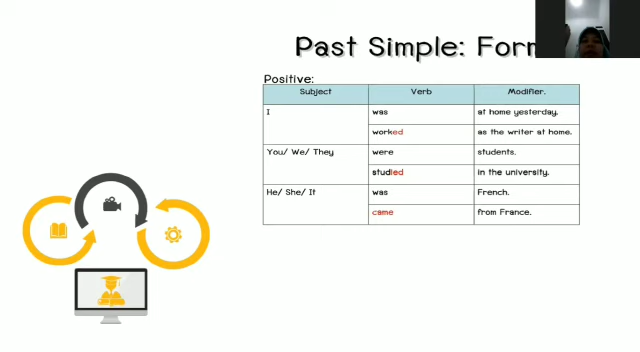 Past Simple: Form
Positive:
Subject Verb Modifier.
I was at home yesterday.
worked as the writer at home.
You/ We/ They were students.
studied in the university.
He/ She/ It was French.
came from France.